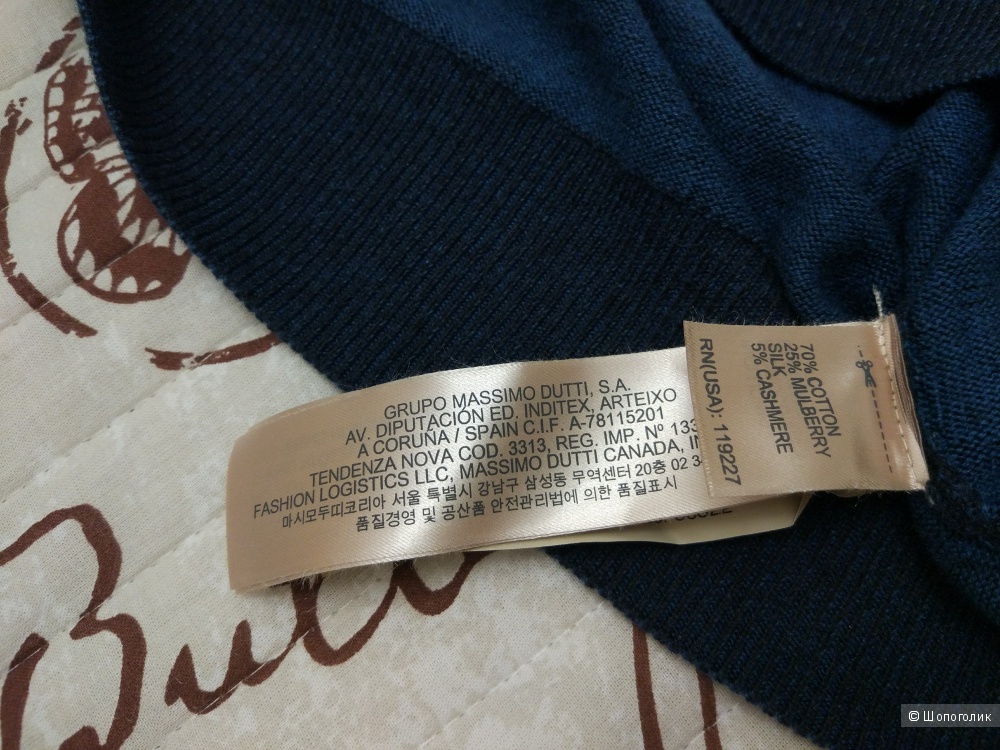 GRUPO MASSIMO DUTTI, S.A.
AV. DIPUTACIÓN ED. INDITEX, ARTEIXO
A CORUÑA / SPAIN C.I.F. A-78115201
TENDENZA NOVA COD. 3313, REG. IMP. Nº 133
FASHION LOGISTICS LLC, MASSIMO DUTTI CANADA, IN
마시모두띠코리아 서울 특별시 강남구 삼성동 무역센터 20층 02 3
품질경영 및 공산품 안전관리법에 의한 품질표시
70% COTTON
25% MULBERRY
SILK
5% CASHMERE
RN(USA): 119227
© Шопоголик